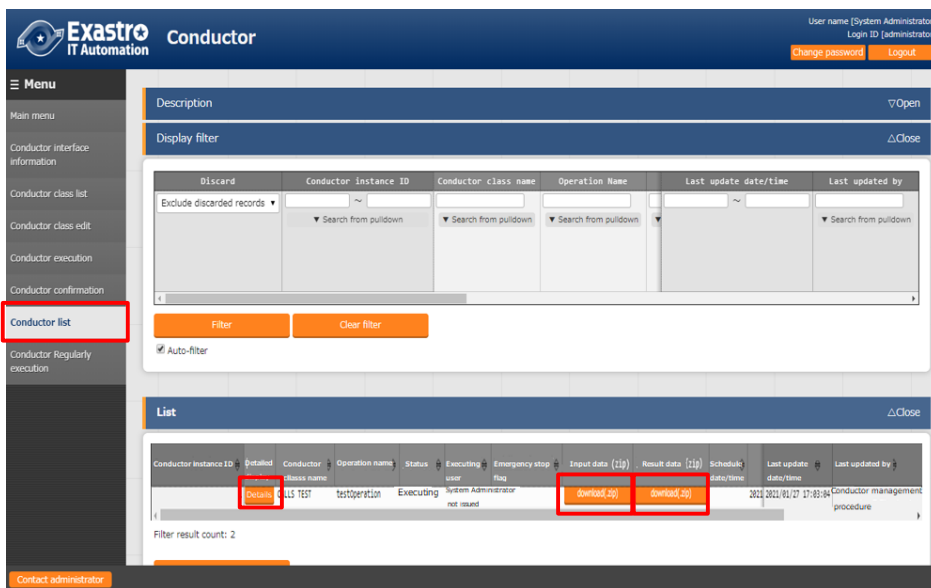 Exastro
IT Automation
Conductor
User name [System Administrato
Login ID [administrato
Change password
Logout
☰ Menu
Main menu
Conductor interface
information
Conductor class list
Conductor class edit
Conductor execution
Conductor confirmation
Conductor list
Conductor Regularly
execution
Contact administrator
Description
▽Open
Display filter
△Close
Discard Conductor instance ID Conductor class name Operation Name Last update date/time Last updated by
Exclude discarded records ▼ ~ ~
▼ Search from pulldown ▼ Search from pulldown ▼ Search from pulldown ▼ ▼ Search from pulldown
Filter
Clear filter
Auto-filter
List
△Close
Conductor Instance ID Detailed Conductor Operation name Status Executing Emergency stop Input data (zip) Result data (zip) Schedule Last update Last updated by
classs name user flag date/time date/time
Details TEST testOperation Executing System Administrator download(.zip) download(.zip) 2021 2021/01/27 17:03:04 Conductor management
not issued procedure
Filter result count: 2